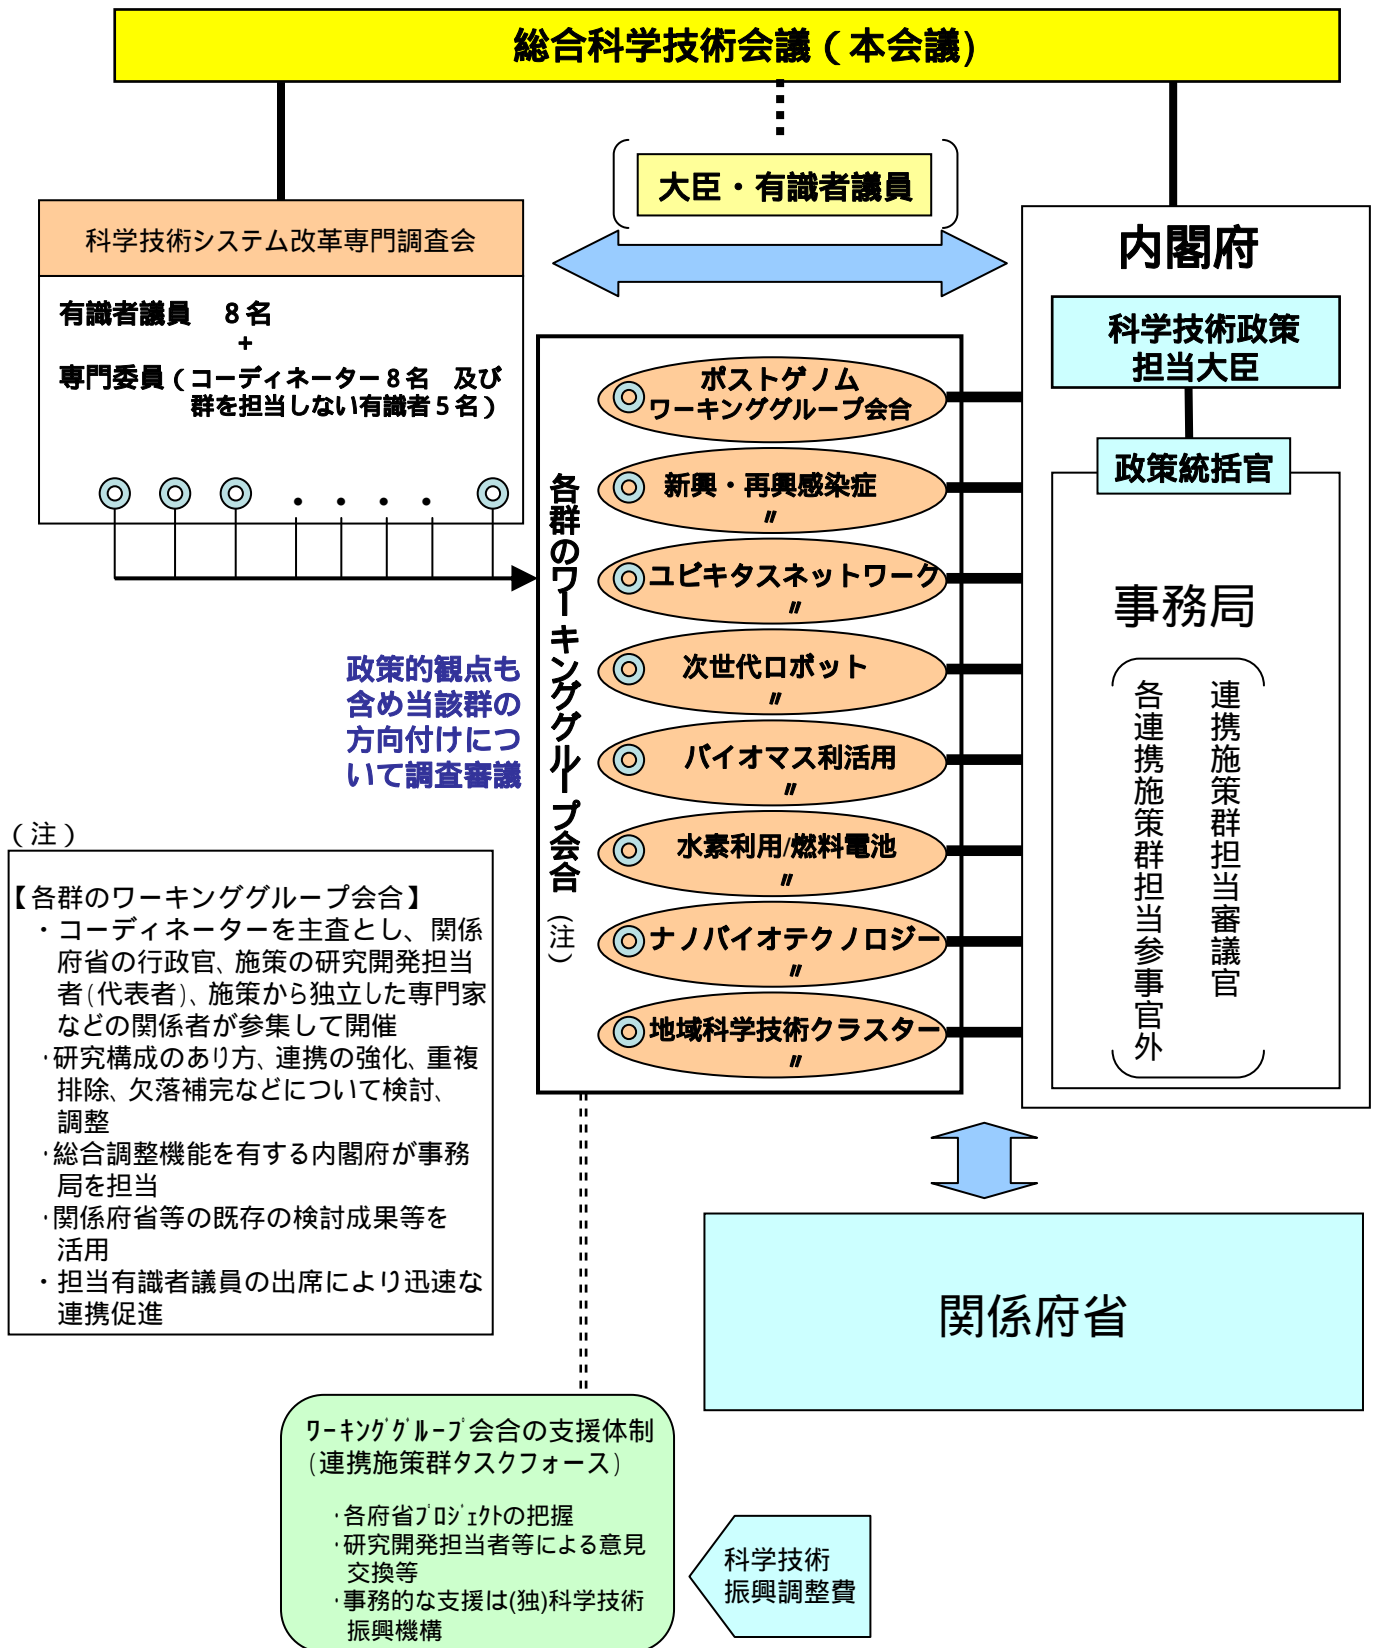 総合科学技術会議（本会議）
大臣・有識者議員
科学技術システム改革専門調査会
有識者議員　８名
+
専門委員（コーディネーター８名　及び
群を担当しない有識者５名）
・・・・
政策的観点も
含め当該群の
方向付けにつ
いて調査審議
各群のワーキンググループ会合（注）
ポストゲノム
ワーキンググループ会合
新興・再興感染症
〃
ユビキタスネットワーク
〃
次世代ロボット
〃
バイオマス利活用
〃
水素利用/燃料電池
〃
ナノバイオテクノロジー
〃
地域科学技術クラスター
〃
内閣府
科学技術政策
担当大臣
政策統括官
事務局
連携施策群担当審議官
各連携施策群担当参事官外
（注）
【各群のワーキンググループ会合】
・コーディネーターを主査とし、関係
府省の行政官、施策の研究開発担当
者(代表者)、施策から独立した専門家
などの関係者が参集して開催
・研究構成のあり方、連携の強化、重複
排除、欠落補完などについて検討、
調整
・総合調整機能を有する内閣府が事務
局を担当
・関係府省等の既存の検討成果等を
活用
・担当有識者議員の出席により迅速な
連携促進
関係府省
ﾜｰｷﾝｸﾞｸﾞﾙｰﾌﾟ会合の支援体制
(連携施策群タスクフォース)
・各府省ﾌﾟﾛｼﾞｪｸﾄの把握
・研究開発担当者等による意見
交換等
・事務的な支援は(独)科学技術
振興機構
科学技術
振興調整費